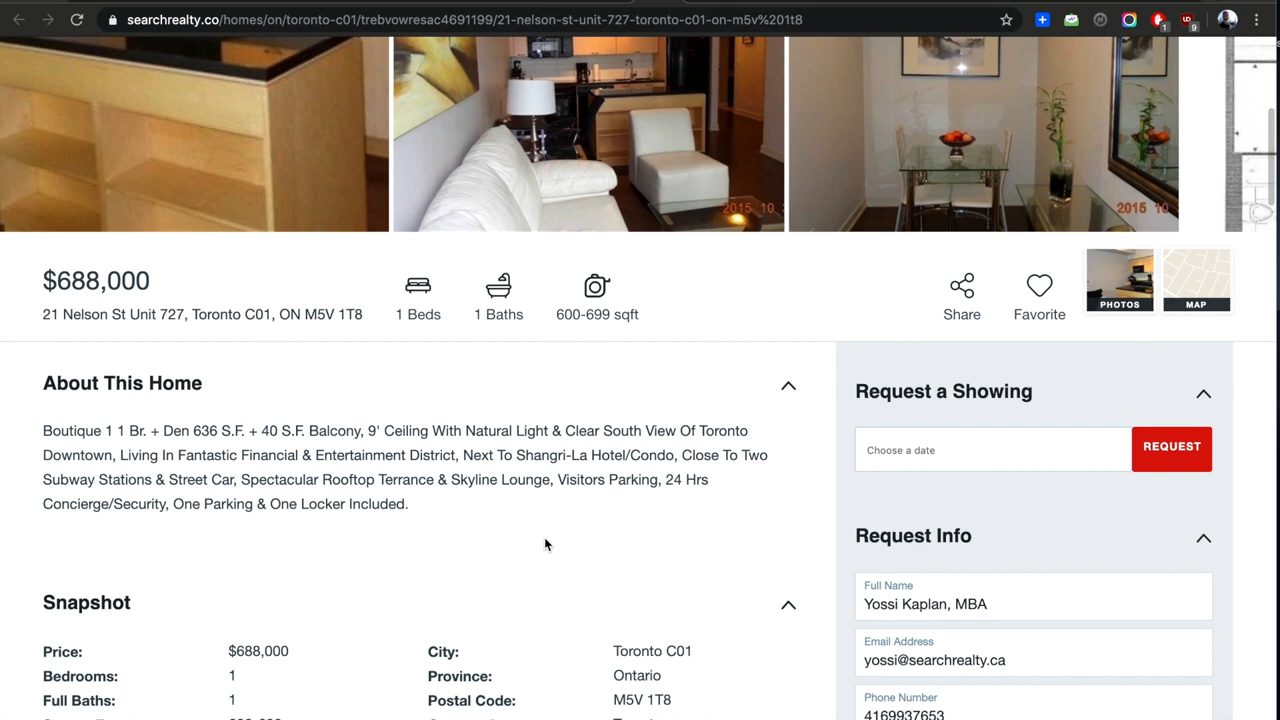 searchrealty.co/homes/on/toronto-c01/trebvowresac4691199/21-nelson-st-unit-727-toronto-c01-on-m5v%201t8
1
9
2015 10
2015 10
$688,000
21 Nelson St Unit 727, Toronto C01, ON M5V 1T8
1 Beds
1 Baths
600-699 sqft
Share
Favorite
PHOTOS
MAP
About This Home
Boutique 1 1 Br. + Den 636 S.F. + 40 S.F. Balcony, 9' Ceiling With Natural Light & Clear South View Of Toronto
Downtown, Living In Fantastic Financial & Entertainment District, Next To Shangri-La Hotel/Condo, Close To Two
Subway Stations & Street Car, Spectacular Rooftop Terrance & Skyline Lounge, Visitors Parking, 24 Hrs
Concierge/Security, One Parking & One Locker Included.
Request a Showing
Choose a date
REQUEST
Request Info
Full Name
Yossi Kaplan, MBA
Email Address
yossi@searchrealty.ca
Phone Number
4169937653
Snapshot
Price: $688,000 City: Toronto C01
Bedrooms: 1 Province: Ontario
Full Baths: 1 Postal Code: M5V 1T8